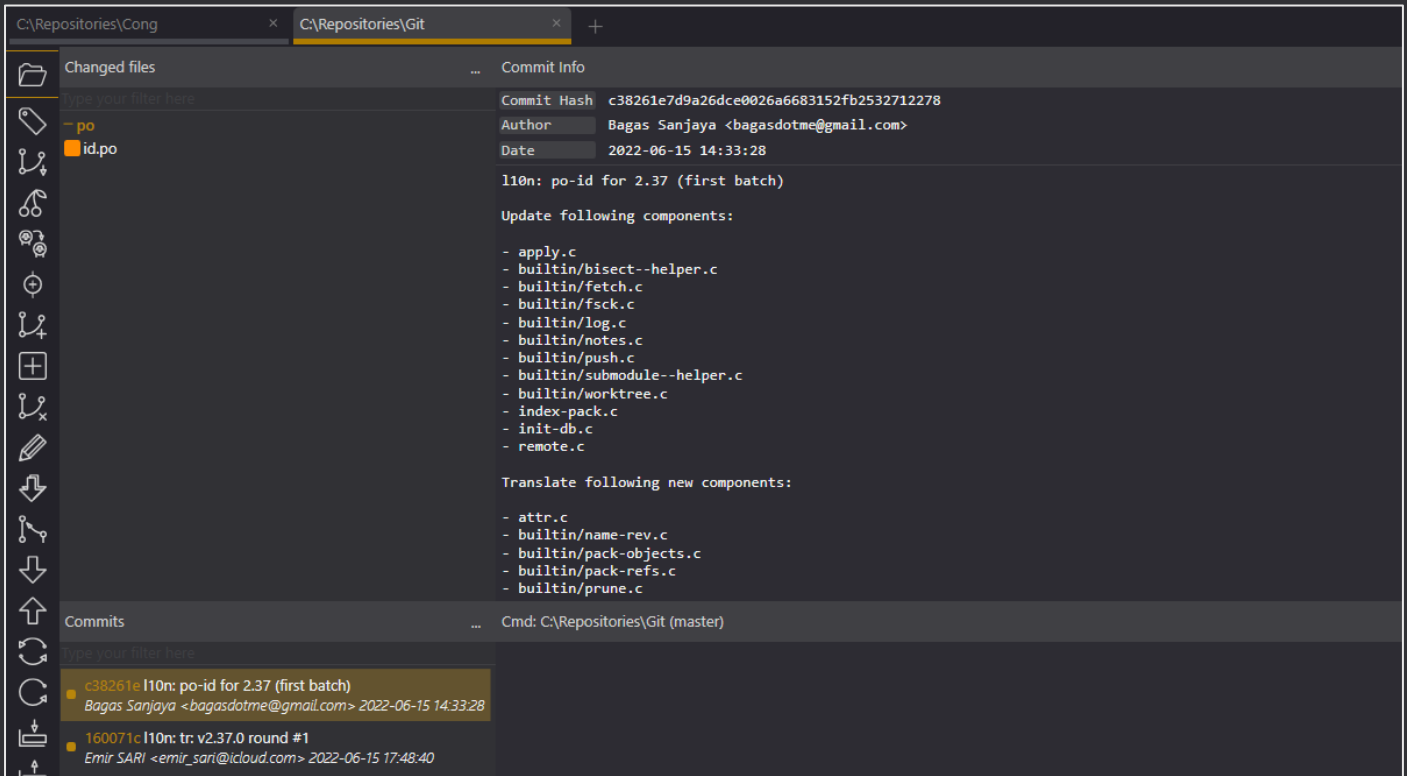 C:\Repositories\Cong
C:\Repositories\Git
Changed files
...
Type your filter here
po
id.po
Commit Info
Commit Hash c38261e7d9a26dce0026a6683152fb2532712278
Author Bagas Sanjaya <bagasdotme@gmail.com>
Date 2022-06-15 14:33:28
l10n: po-id for 2.37 (first batch)
Update following components:
- apply.c
- builtin/bisect--helper.c
- builtin/fetch.c
- builtin/fsck.c
- builtin/log.c
- builtin/notes.c
- builtin/push.c
- builtin/submodule--helper.c
- builtin/worktree.c
- index-pack.c
- init-db.c
- remote.c
Translate following new components:
- attr.c
- builtin/name-rev.c
- builtin/pack-objects.c
- builtin/pack-refs.c
- builtin/prune.c
Commits
...
Type your filter here
c38261e l10n: po-id for 2.37 (first batch)
Bagas Sanjaya <bagasdotme@gmail.com> 2022-06-15 14:33:28
160071c l10n: tr: v2.37.0 round #1
Emir SARI <emir_sari@icloud.com> 2022-06-15 17:48:40
Cmd: C:\Repositories\Git (master)